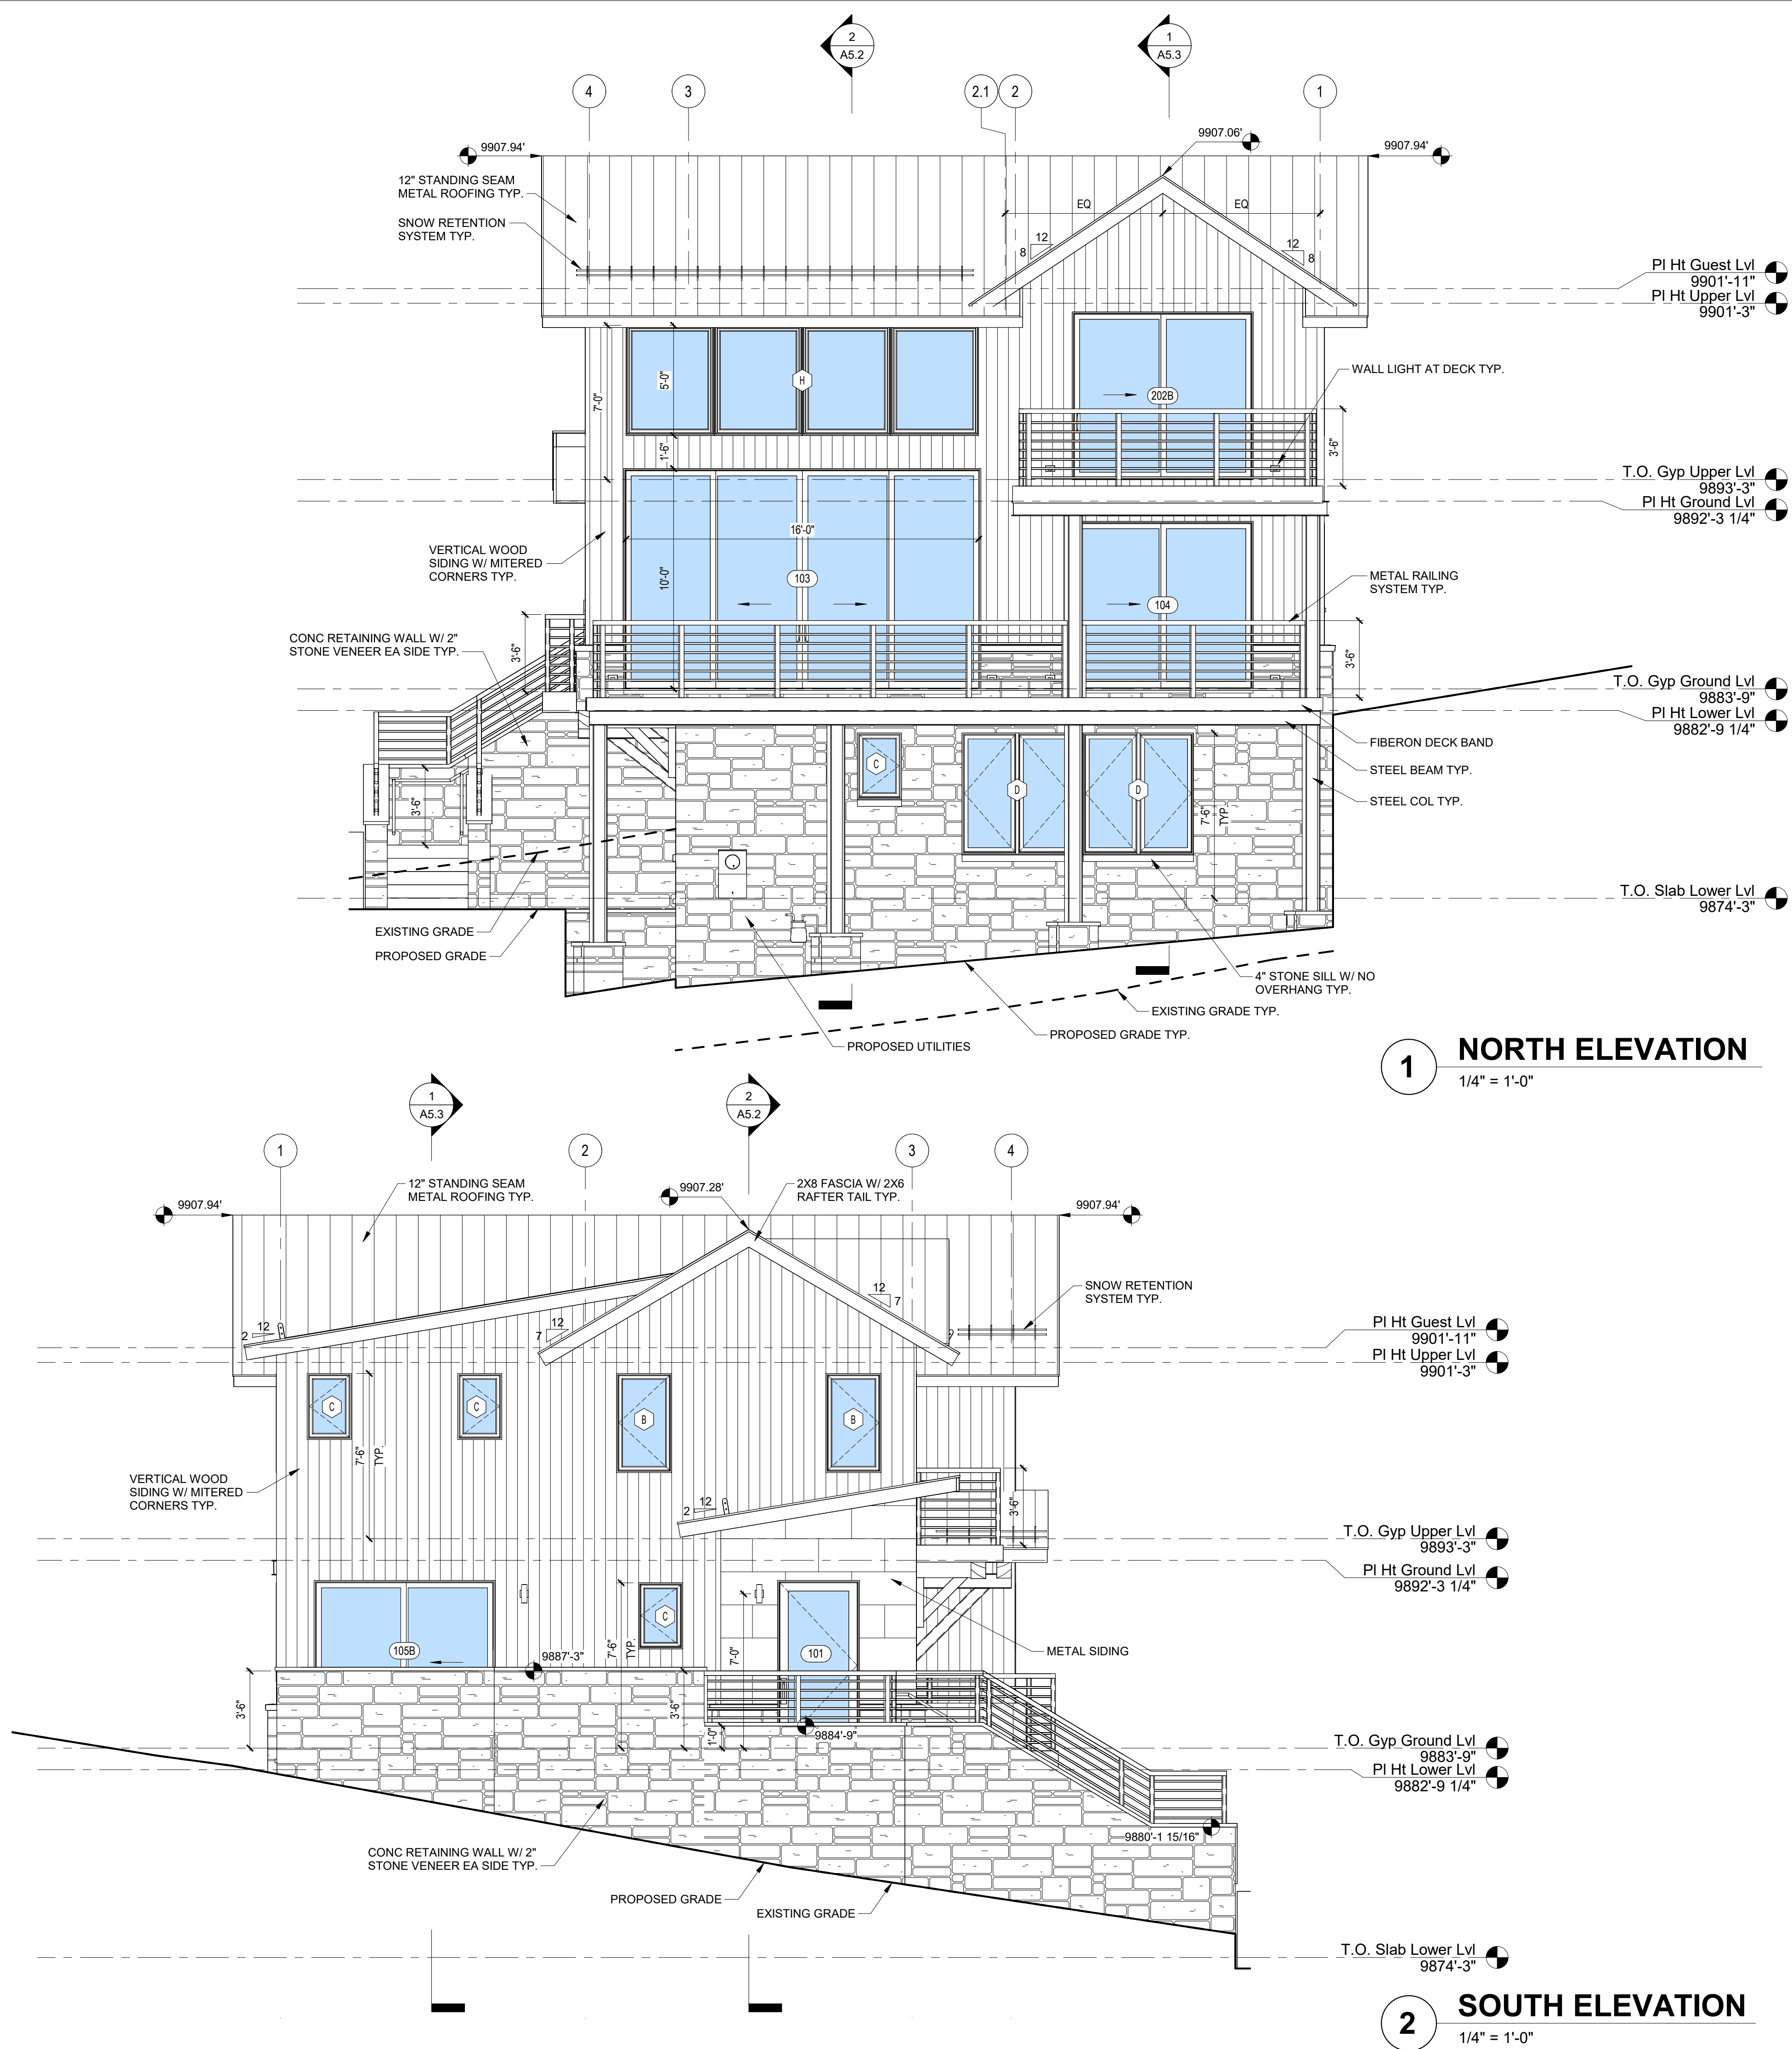 2
A5.2
1
A5.3
4
3
2.1
2
1
9907.94'
9907.06'
9907.94'
12" STANDING SEAM
METAL ROOFING TYP.
SNOW RETENTION
SYSTEM TYP.
EQ
EQ
12
8
12
8
Pl Ht Guest Lvl
9901'-11"
Pl Ht Upper Lvl
9901'-3"
WALL LIGHT AT DECK TYP.
5'-0"
H
7'-0"
202B
1'-6"
3'-6"
T.O. Gyp Upper Lvl
9893'-3"
Pl Ht Ground Lvl
9892'-3 1/4"
16'-0"
VERTICAL WOOD
SIDING W/ MITERED
CORNERS TYP.
10'-0"
103
METAL RAILING
SYSTEM TYP.
104
CONC RETAINING WALL W/ 2"
STONE VENEER EA SIDE TYP.
3'-6"
3'-6"
T.O. Gyp Ground Lvl
9883'-9"
Pl Ht Lower Lvl
9882'-9 1/4"
FIBERON DECK BAND
C
STEEL BEAM TYP.
D
D
STEEL COL TYP.
3'-6"
7'-6"
TYP.
T.O. Slab Lower Lvl
9874'-3"
EXISTING GRADE
PROPOSED GRADE
4" STONE SILL W/ NO
OVERHANG TYP.
EXISTING GRADE TYP.
PROPOSED GRADE TYP.
PROPOSED UTILITIES
1
NORTH ELEVATION
1/4" = 1'-0"
1
A5.3
2
A5.2
1
2
3
4
12" STANDING SEAM
METAL ROOFING TYP.
9907.94'
9907.28'
2X8 FASCIA W/ 2X6
RAFTER TAIL TYP.
9907.94'
SNOW RETENTION
SYSTEM TYP.
12
7
12
2
12
7
Pl Ht Guest Lvl
9901'-11"
Pl Ht Upper Lvl
9901'-3"
C
C
B
B
7'-6"
TYP.
VERTICAL WOOD
SIDING W/ MITERED
CORNERS TYP.
12
2
3'-6"
T.O. Gyp Upper Lvl
9893'-3"
Pl Ht Ground Lvl
9892'-3 1/4"
C
105B
9887'-3"
7'-6"
TYP.
7'-0"
101
METAL SIDING
3'-6"
3'-6"
1'-0"
9884'-9"
T.O. Gyp Ground Lvl
9883'-9"
Pl Ht Lower Lvl
9882'-9 1/4"
9880'-1 15/16"
CONC RETAINING WALL W/ 2"
STONE VENEER EA SIDE TYP.
PROPOSED GRADE
EXISTING GRADE
T.O. Slab Lower Lvl
9874'-3"
2
SOUTH ELEVATION
1/4" = 1'-0"